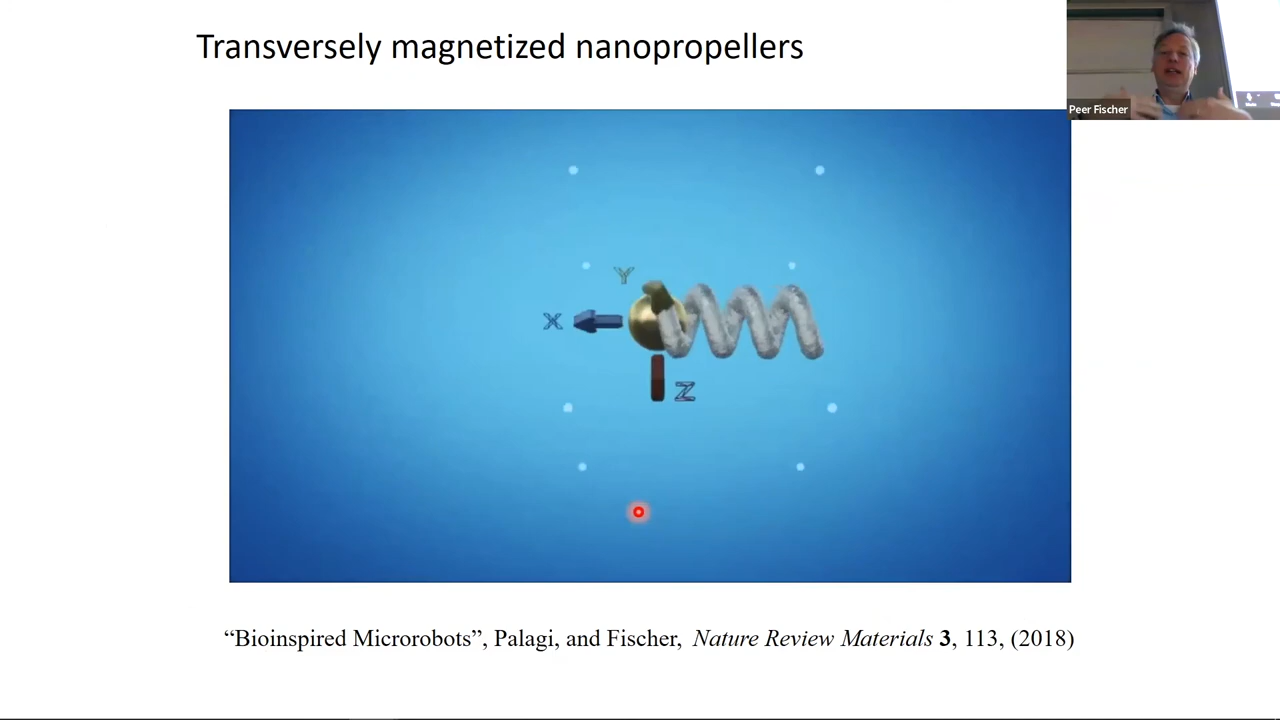 Transversely magnetized nanopropellers
Peer Fischer
Y
X
Z
“Bioinspired Microrobots”, Palagi, and Fischer, Nature Review Materials 3, 113, (2018)